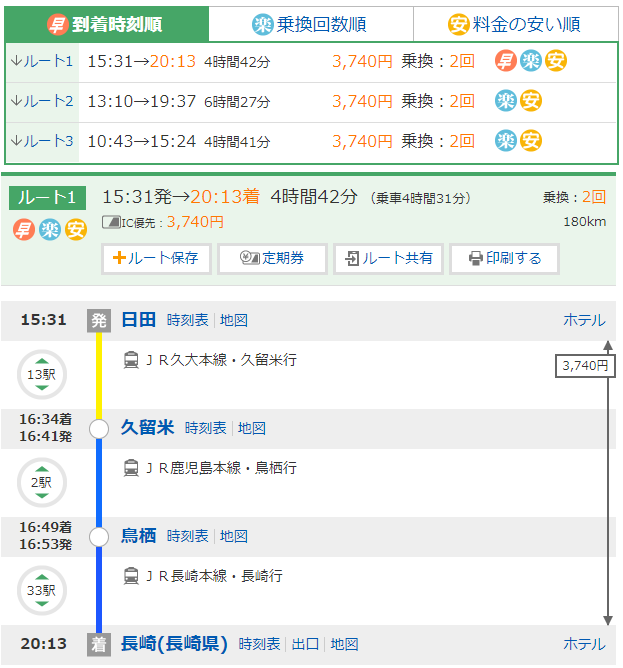 早 到着時刻順 楽 乗換回数順 安 料金の安い順
ルート1 15:31→20:13 4時間42分 3,740円 乗換：2回 早 楽 安
ルート2 13:10→19:37 6時間27分 3,740円 乗換：2回 楽 安
ルート3 10:43→15:24 4時間41分 3,740円 乗換：2回 楽 安
ルート1 15:31発→20:13着 4時間42分 （乗車4時間31分） 乗換：2回
早 楽 安 IC優先：3,740円 180km
ルート保存 定期券 ルート共有 印刷する
15:31 発 日田 時刻表 地図 ホテル
ＪＲ久大本線・久留米行 3,740円
13駅
16:34着
16:41発 久留米 時刻表 地図
ＪＲ鹿児島本線・鳥栖行
2駅
16:49着
16:53発 鳥栖 時刻表 地図
ＪＲ長崎本線・長崎行
33駅
20:13 着 長崎(長崎県) 時刻表 出口 地図 ホテル